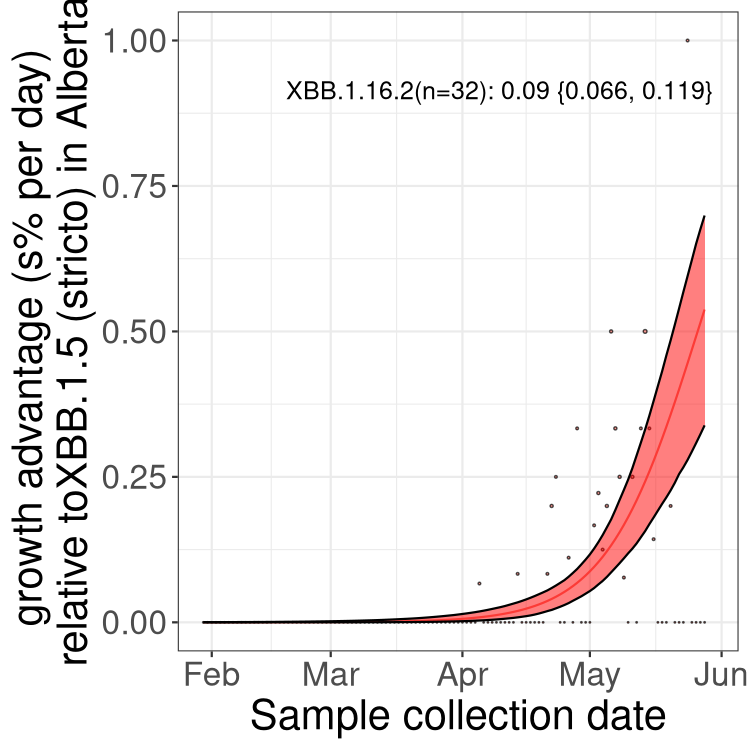 growth advantage (s% per day)
relative toXBB.1.5 (stricto) in Alberta
1.00
0.75
0.50
0.25
0.00
XBB.1.16.2(n=32): 0.09 {0.066, 0.119}
Feb Mar Apr May Jun
Sample collection date